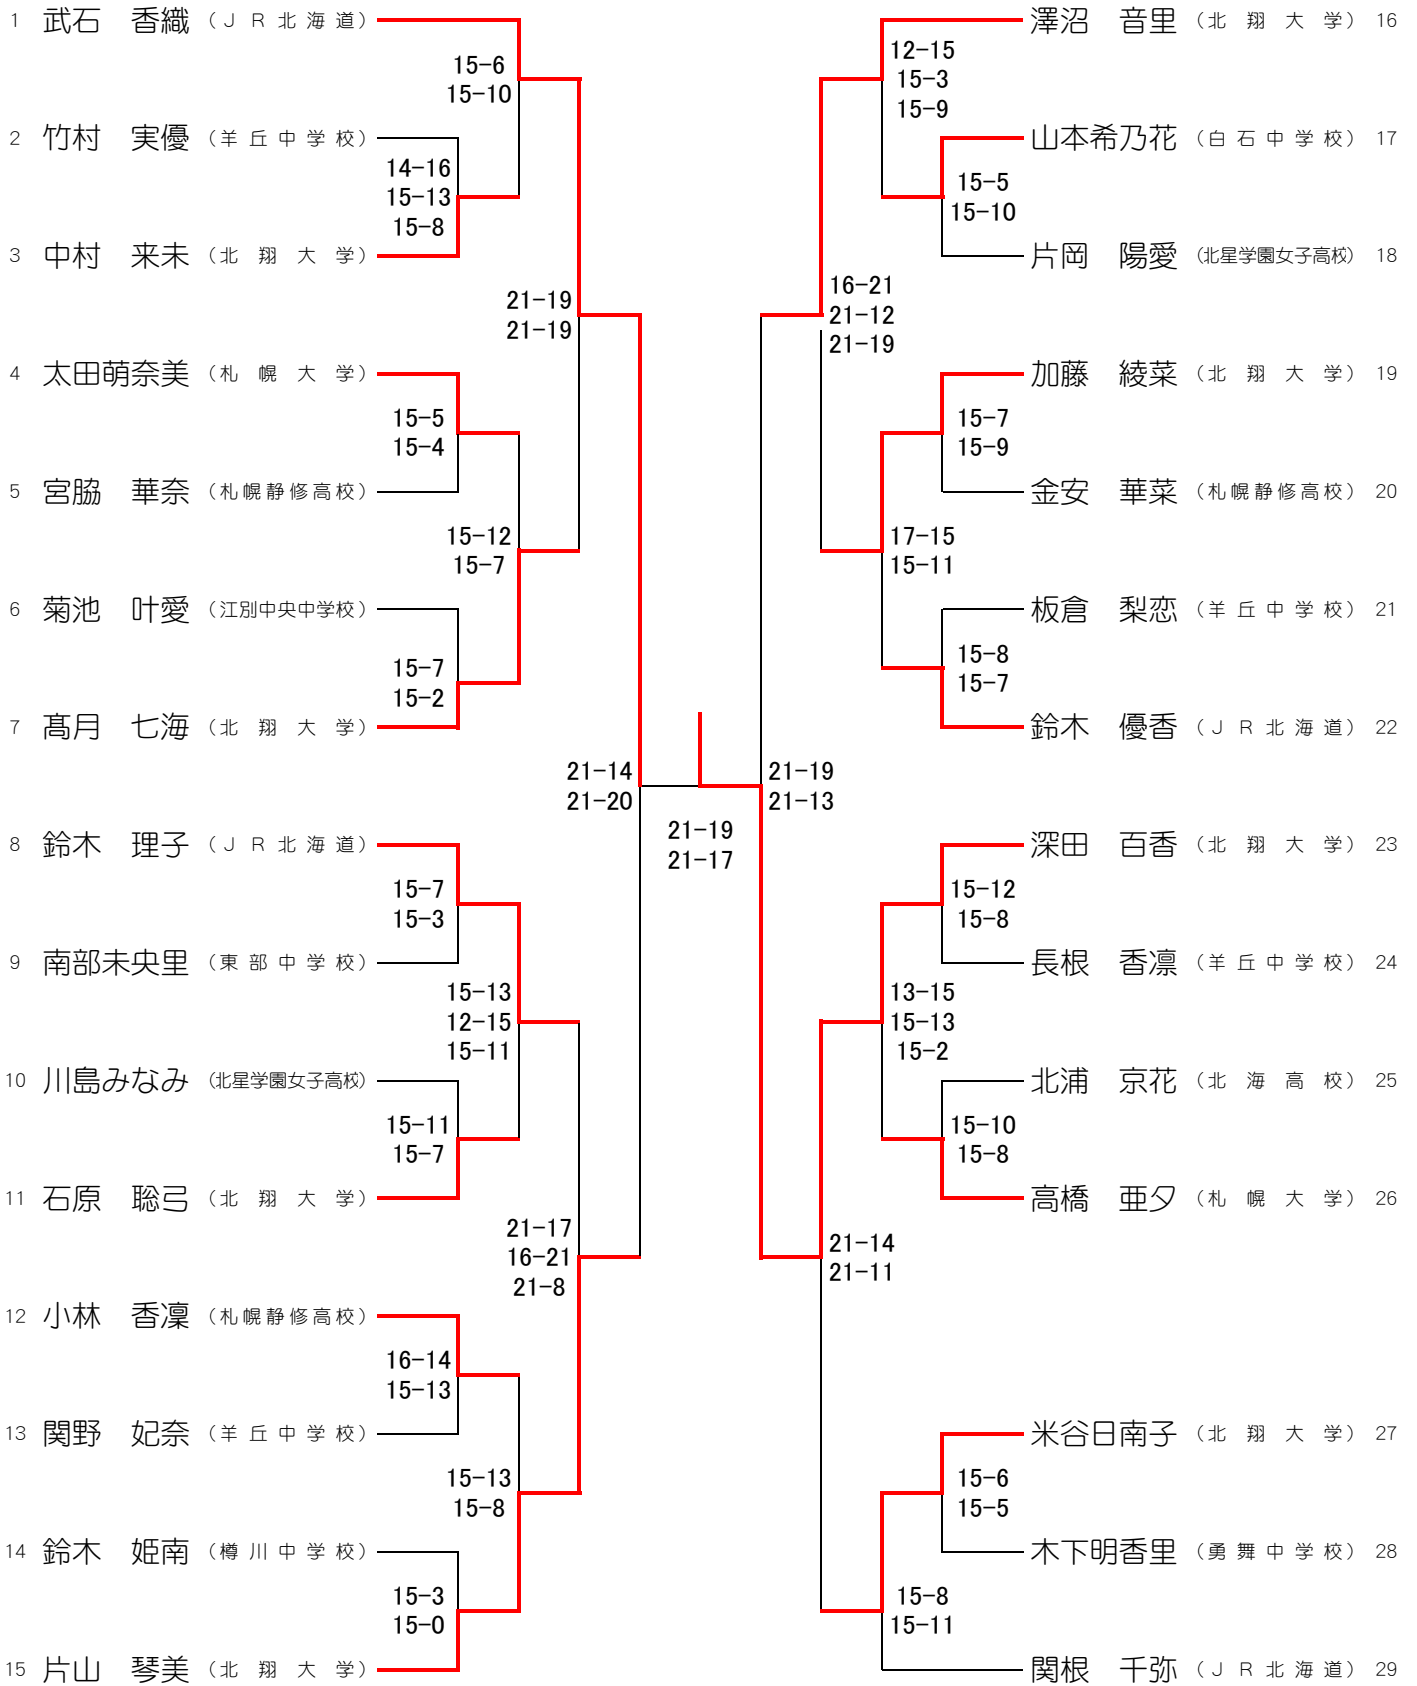 1 武石　香織 （ＪＲ北海道）
15-6
15-10
2 竹村　実優 （羊丘中学校）
14-16
15-13
15-8
3 中村　来未 （北翔大学）
21-19
21-19
4 太田萌奈美 （札幌大学）
15-5
15-4
5 宮脇　華奈 （札幌静修高校）
15-12
15-7
6 菊池　叶愛 （江別中央中学校）
15-7
15-2
7 髙月　七海 （北翔大学）
21-14
21-20
8 鈴木　理子 （ＪＲ北海道）
15-7
15-3
9 南部未央里 （東部中学校）
15-13
12-15
15-11
10 川島みなみ （北星学園女子高校）
15-11
15-7
11 石原　聡弓 （北翔大学）
21-17
16-21
21-8
12 小林　香凜 （札幌静修高校）
16-14
15-13
13 関野　妃奈 （羊丘中学校）
15-13
15-8
14 鈴木　姫南 （樽川中学校）
15-3
15-0
15 片山　琴美 （北翔大学）
21-19
21-17
澤沼　音里 （北翔大学） 16
12-15
15-3
15-9
山本希乃花 （白石中学校） 17
15-5
15-10
片岡　陽愛 （北星学園女子高校） 18
16-21
21-12
21-19
加藤　綾菜 （北翔大学） 19
15-7
15-9
金安　華菜 （札幌静修高校） 20
17-15
15-11
板倉　梨恋 （羊丘中学校） 21
15-8
15-7
鈴木　優香 （ＪＲ北海道） 22
21-19
21-13
深田　百香 （北翔大学） 23
15-12
15-8
長根　香凛 （羊丘中学校） 24
13-15
15-13
15-2
北浦　京花 （北海高校） 25
15-10
15-8
高橋　亜夕 （札幌大学） 26
21-14
21-11
米谷日南子 （北翔大学） 27
15-6
15-5
木下明香里 （勇舞中学校） 28
15-8
15-11
関根　千弥 （ＪＲ北海道） 29